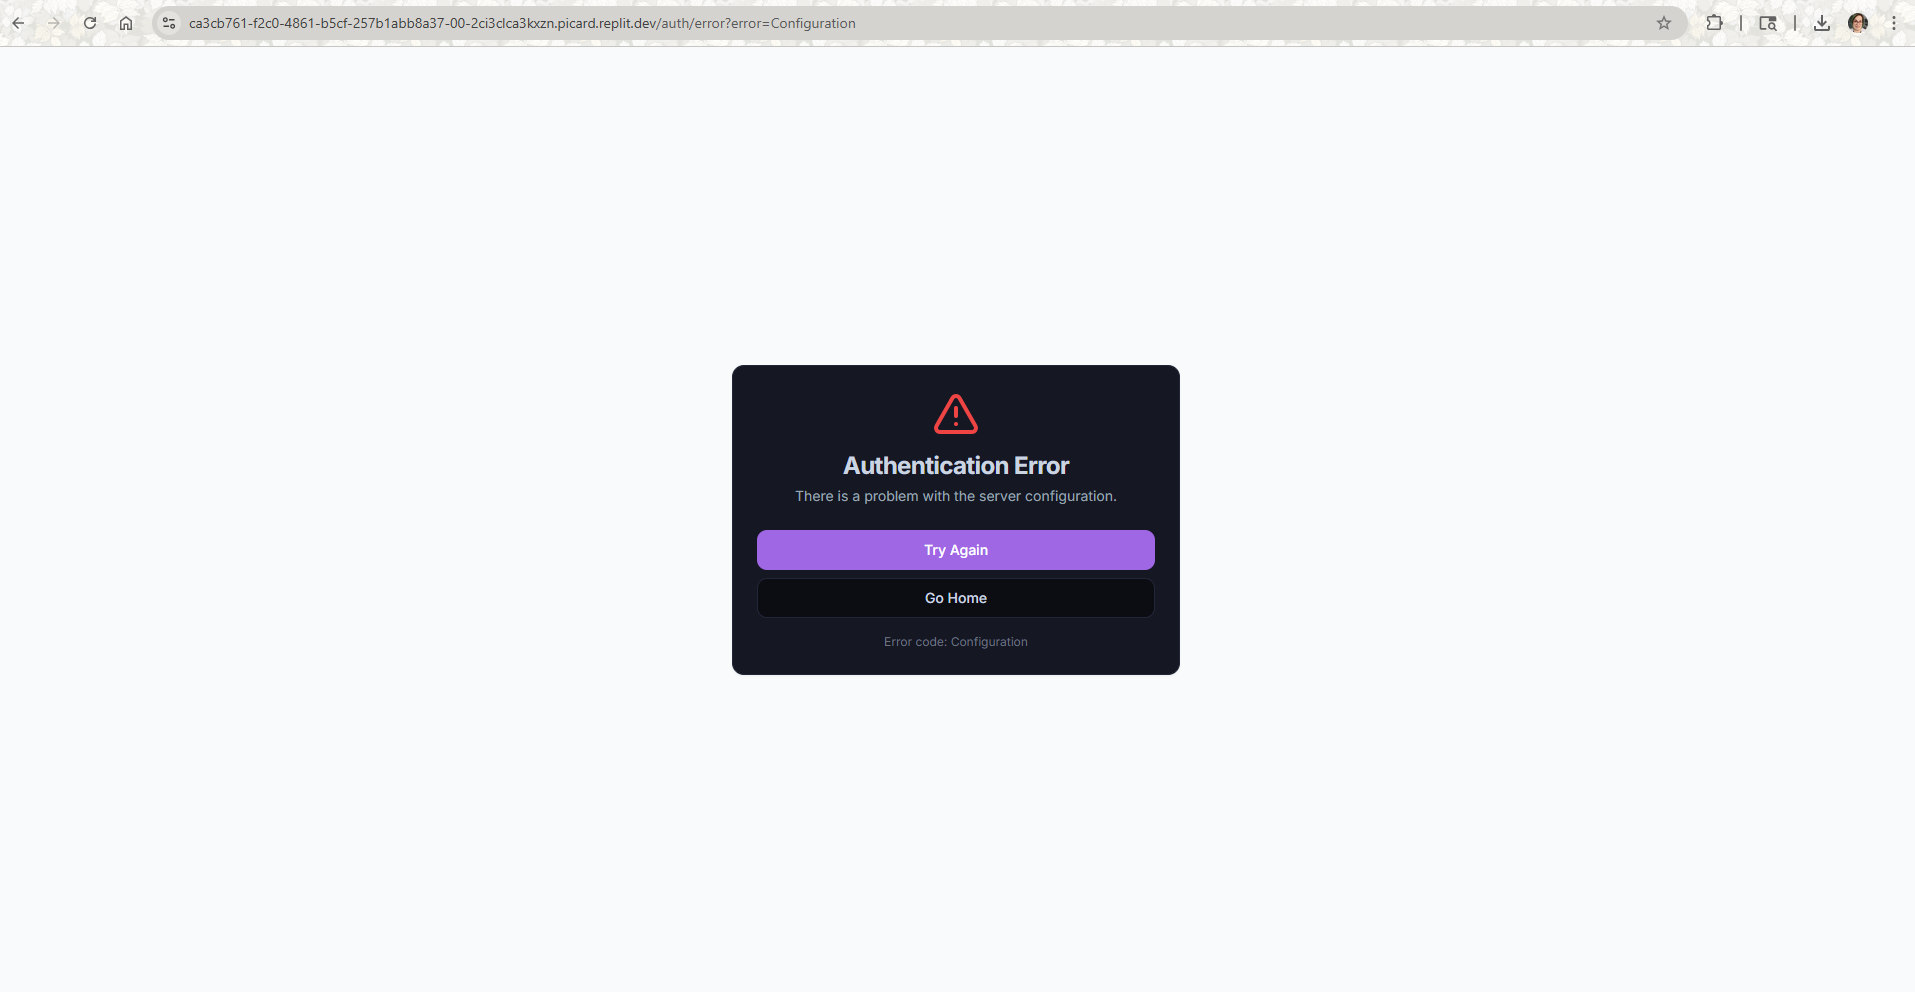 ca3cb761-f2c0-4861-b5cf-257b1abb8a37-00-2ci3clca3kxzn.picard.replit.dev/auth/error?error=Configuration
Authentication Error
There is a problem with the server configuration.
Try Again
Go Home
Error code: Configuration